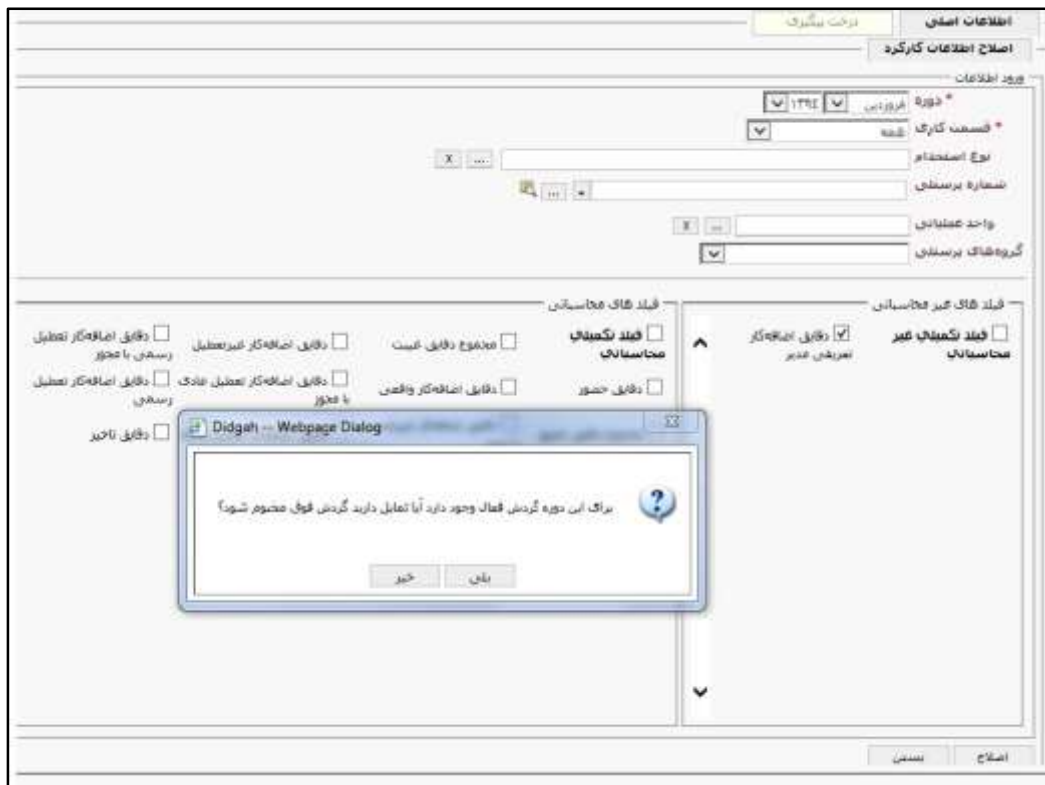 اطلاعات اصلی
درخت پیگیری
اصلاح اطلاعات کارکرد
ورود اطلاعات
* دوره فروردین ۱۳۹٤
* قسمت کاری همه
نوع استخدام ... X
شماره پرسنلی ...
واحد عملیاتی ... X
گروه‌های پرسنلی
فیلد های غیر محاسباتی
فیلد تکمیلی غیر محاسباتی
دقایق اضافه‌کار تعریفی مدیر
فیلد های محاسباتی
فیلد تکمیلی محاسباتی
مجموع دقایق غیبت
دقایق اضافه‌کار غیرتعطیل
دقایق اضافه‌کار تعطیل رسمی با مجوز
دقایق حضور
دقایق اضافه‌کار واقعی
دقایق اضافه‌کار تعطیل عادی با مجوز
دقایق اضافه‌کار تعطیل رسمی
دقایق تاخیر
Didgah -- Webpage Dialog
برای این دوره گردش فعال وجود دارد آیا تمایل دارید گردش فوق مختوم شود؟
بلی
خیر
اصلاح
بستن